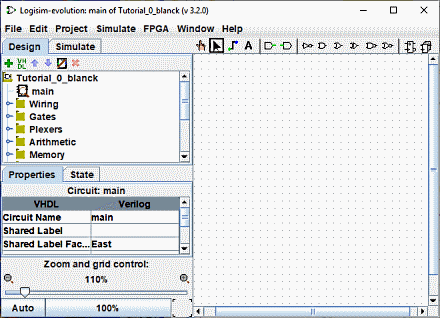 Logisim-evolution: main of Tutorial_0_blanck (v 3.2.0)
File Edit Project Simulate FPGA Window Help
Design Simulate
A
VH
DL
Tutorial_0_blanck
main
Wiring
Gates
Plexers
Arithmetic
Memory
Properties State
Circuit: main
VHDL Verilog
Circuit Name main
Shared Label
Shared Label Fac... East
Zoom and grid control:
110%
Auto 100%